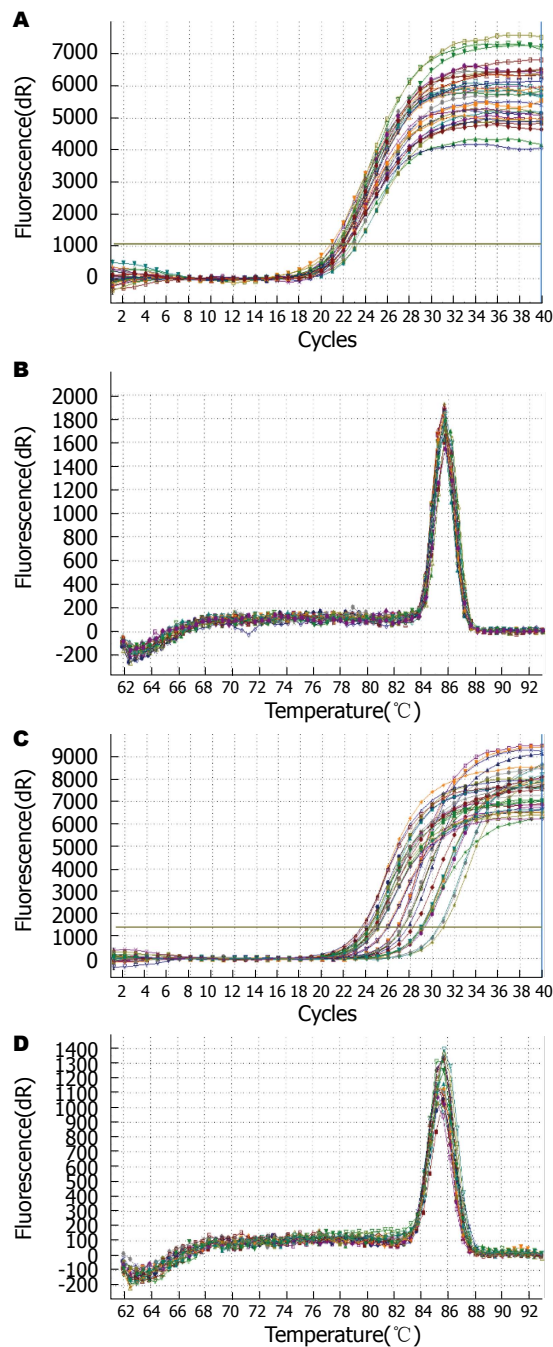 A
Fluorescence(dR)
7000
6000
5000
4000
3000
2000
1000
0
2 4 6 8 10 12 14 16 18 20 22 24 26 28 30 32 34 36 38 40
Cycles
B
Fluorescence(dR)
2000
1800
1600
1400
1200
1000
800
600
400
200
0
-200
62 64 66 68 70 72 74 76 78 80 82 84 86 88 90 92
Temperature(℃)
C
Fluorescence(dR)
9000
8000
7000
6000
5000
4000
3000
2000
1000
0
2 4 6 8 10 12 14 16 18 20 22 24 26 28 30 32 34 36 38 40
Cycles
D
Fluorescence(dR)
1400
1300
1200
1100
1000
900
800
700
600
500
400
300
200
100
0
-100
-200
62 64 66 68 70 72 74 76 78 80 82 84 86 88 90 92
Temperature(℃)